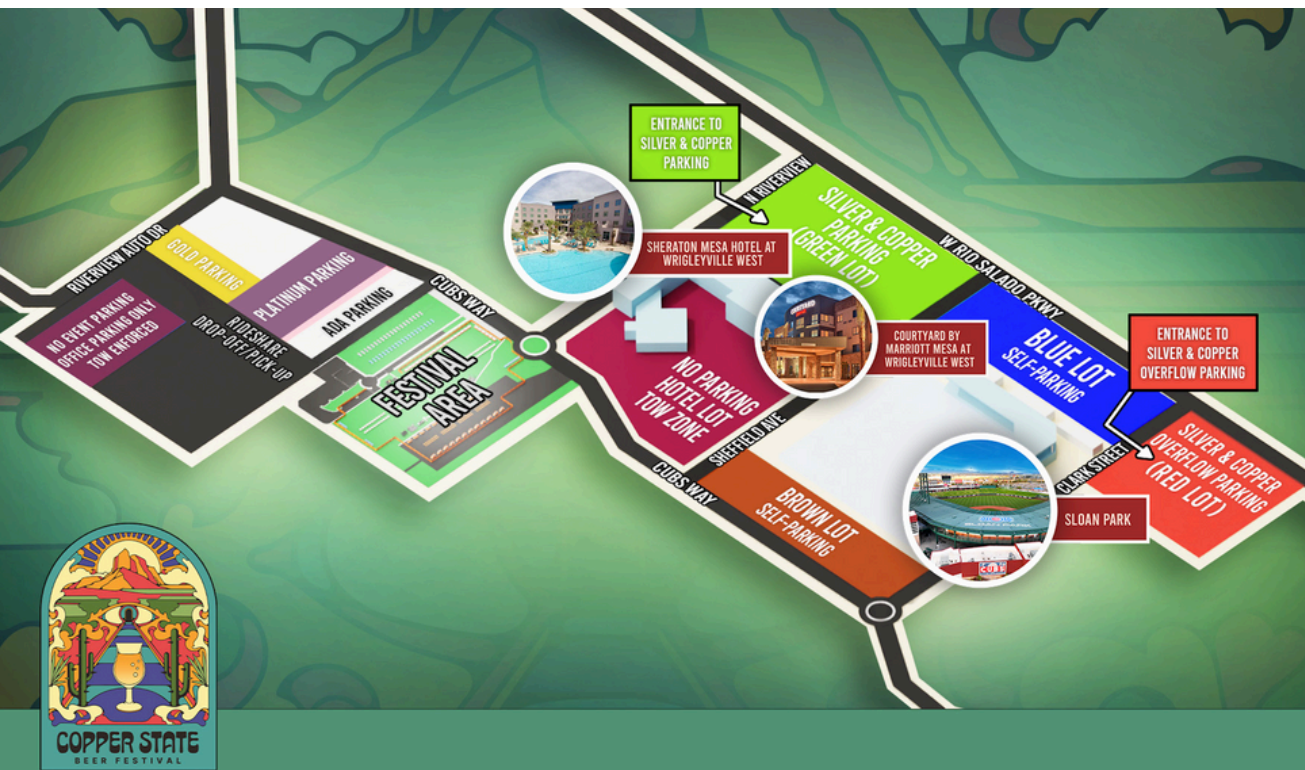 ENTRANCE TO
SILVER & COPPER
PARKING
N RIVERVIEW
SILVER & COPPER
PARKING
(GREEN LOT)
W RIO SALADO PKWY
SHERATON MESA HOTEL AT
WRIGLEYVILLE WEST
RIVERVIEW AUTO DR
GOLD PARKING
PLATINUM PARKING
ADA PARKING
CUBS WAY
NO EVENT PARKING
OFFICE PARKING ONLY
TOW ENFORCED
RIDESHARE
DROP-OFF/PICK-UP
FESTIVAL
AREA
COURTYARD
COURTYARD BY
MARRIOTT MESA AT
WRIGLEYVILLE WEST
BLUE LOT
SELF-PARKING
ENTRANCE TO
SILVER & COPPER
OVERFLOW PARKING
NO PARKING
HOTEL LOT
TOW ZONE
SHEFFIELD AVE
CUBS WAY
BROWN LOT
SELF-PARKING
CLARK STREET
SILVER & COPPER
OVERFLOW PARKING
(RED LOT)
SLOAN PARK
CUBS
COPPER STATE
BEER FESTIVAL